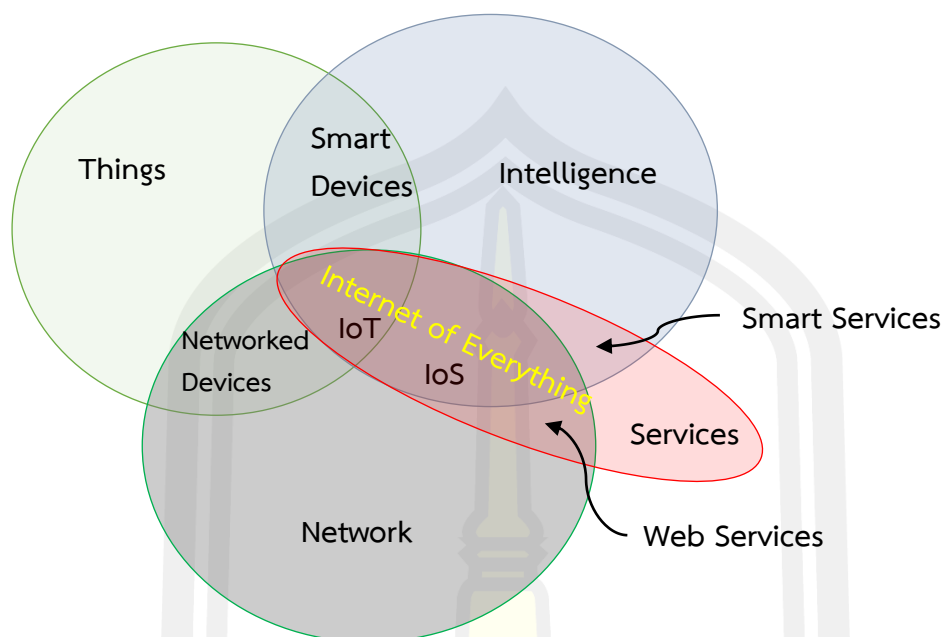 Things
Smart
Devices
Intelligence
Internet of Everything
Smart Services
IoT
Networked
Devices
IoS
Services
Network
Web Services